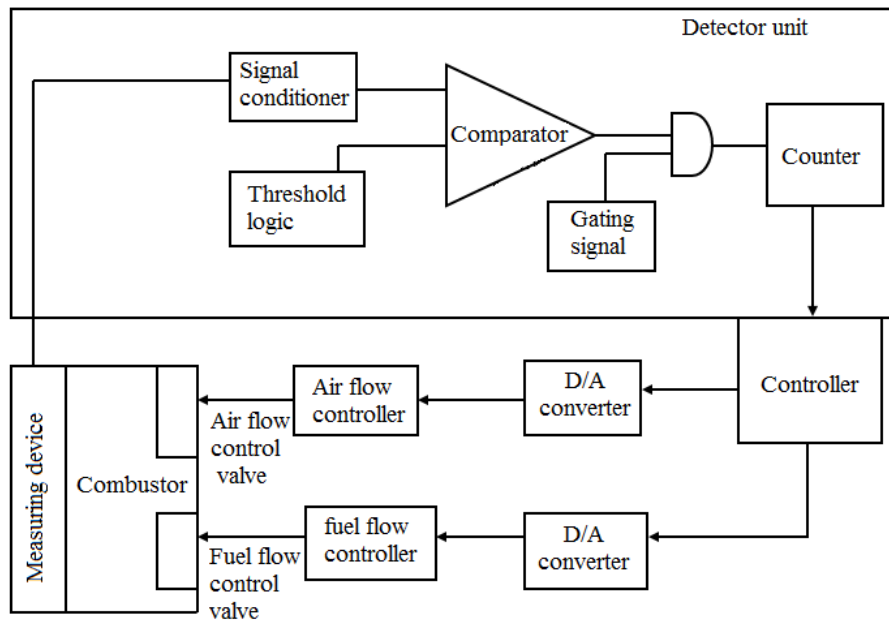 Detector unit
Signal
conditioner
Comparator
Threshold
logic
Gating
signal
Counter
Controller
D/A
converter
Air flow
controller
Air flow
control
valve
Measuring device
Combustor
D/A
converter
fuel flow
controller
Fuel flow
control
valve